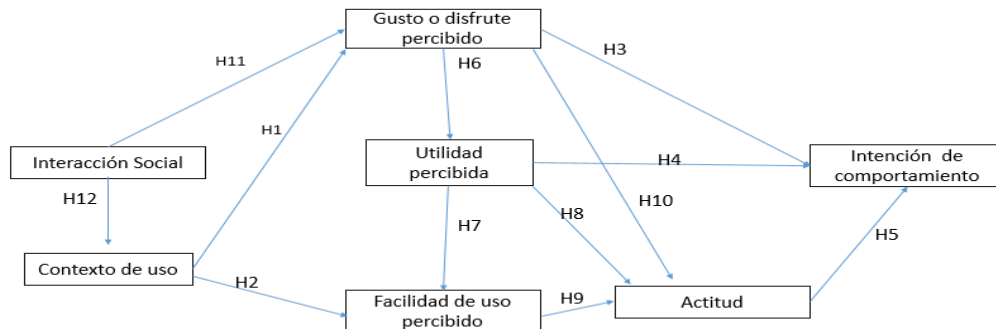 Gusto o disfrute
percibido
H3
H11
H6
H1
Utilidad
percibida
H4
Interacción Social
Intención de
comportamiento
H12
H10
H8
H7
H5
Contexto de uso
H2
Facilidad de uso
percibido
H9
Actitud